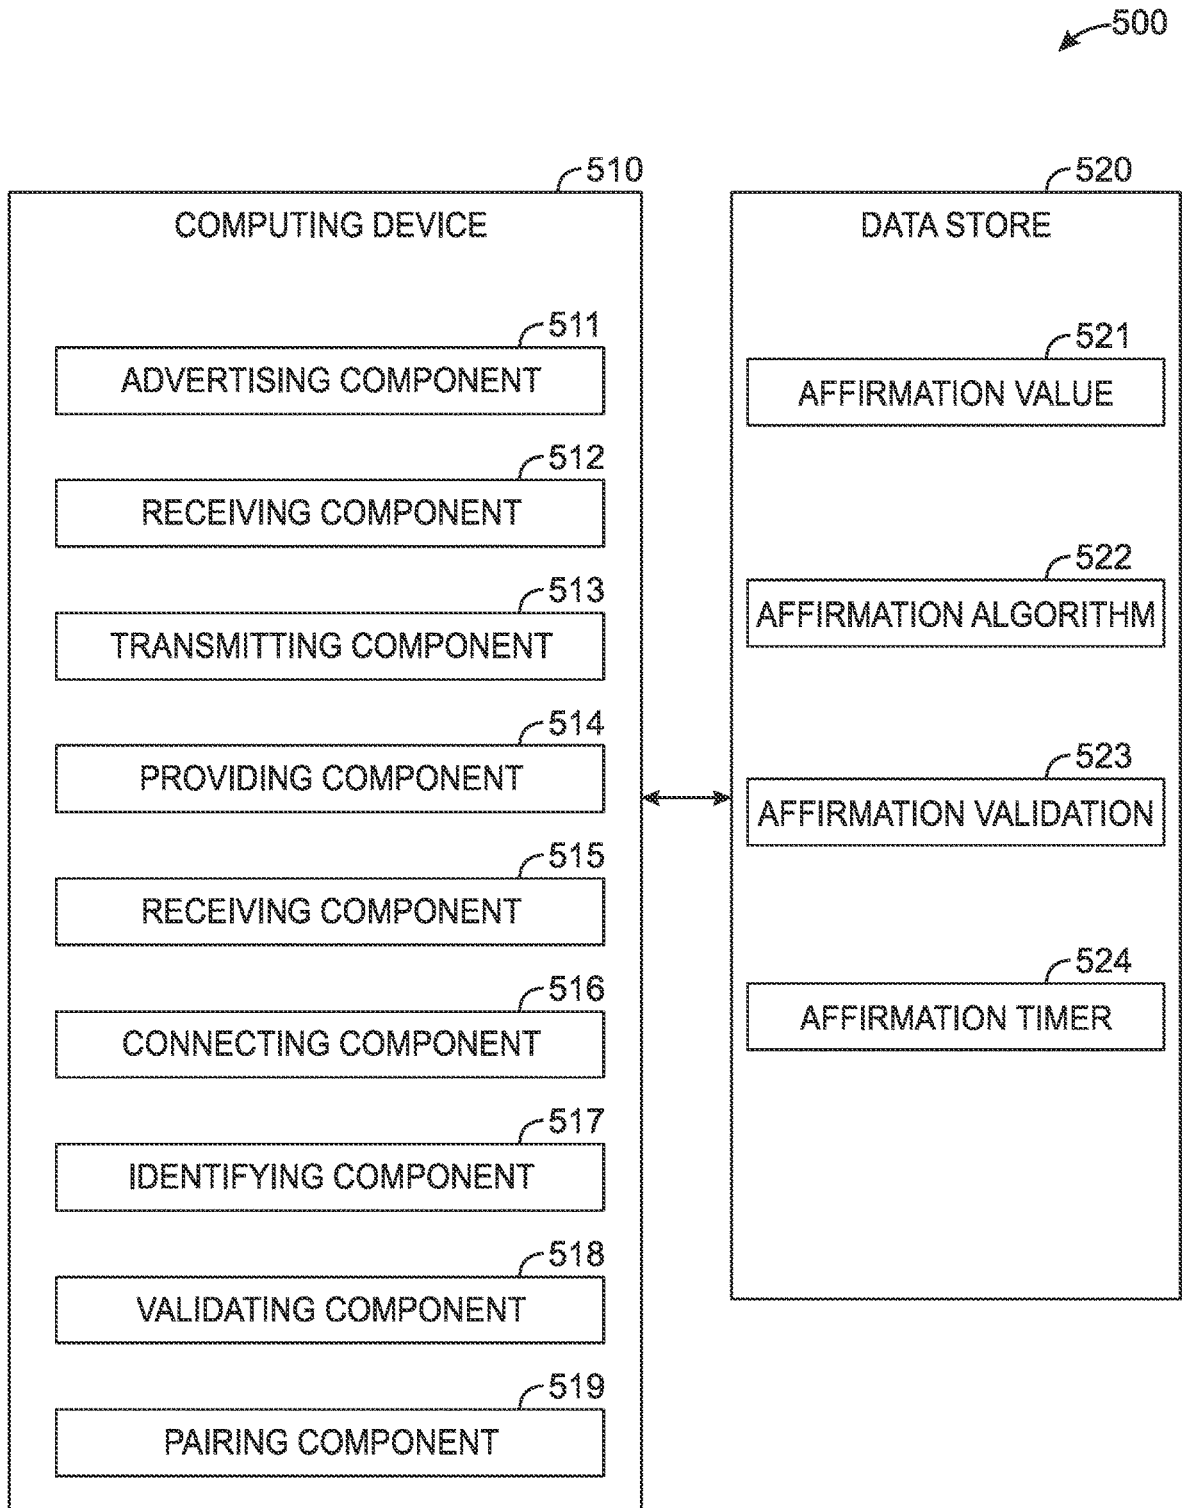 500
510
COMPUTING DEVICE
511
ADVERTISING COMPONENT
512
RECEIVING COMPONENT
513
TRANSMITTING COMPONENT
514
PROVIDING COMPONENT
515
RECEIVING COMPONENT
516
CONNECTING COMPONENT
517
IDENTIFYING COMPONENT
518
VALIDATING COMPONENT
519
PAIRING COMPONENT
520
DATA STORE
521
AFFIRMATION VALUE
522
AFFIRMATION ALGORITHM
523
AFFIRMATION VALIDATION
524
AFFIRMATION TIMER